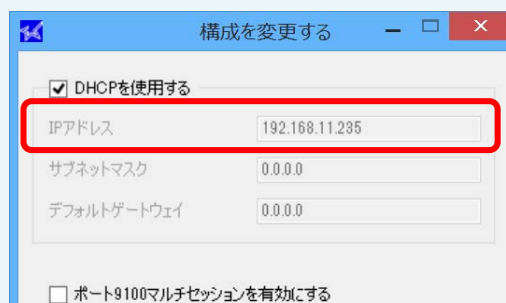 構成を変更する
DHCPを使用する
IPアドレス 192.168.11.235
サブネットマスク 0.0.0.0
デフォルトゲートウェイ 0.0.0.0
ポート9100マルチセッションを有効にする